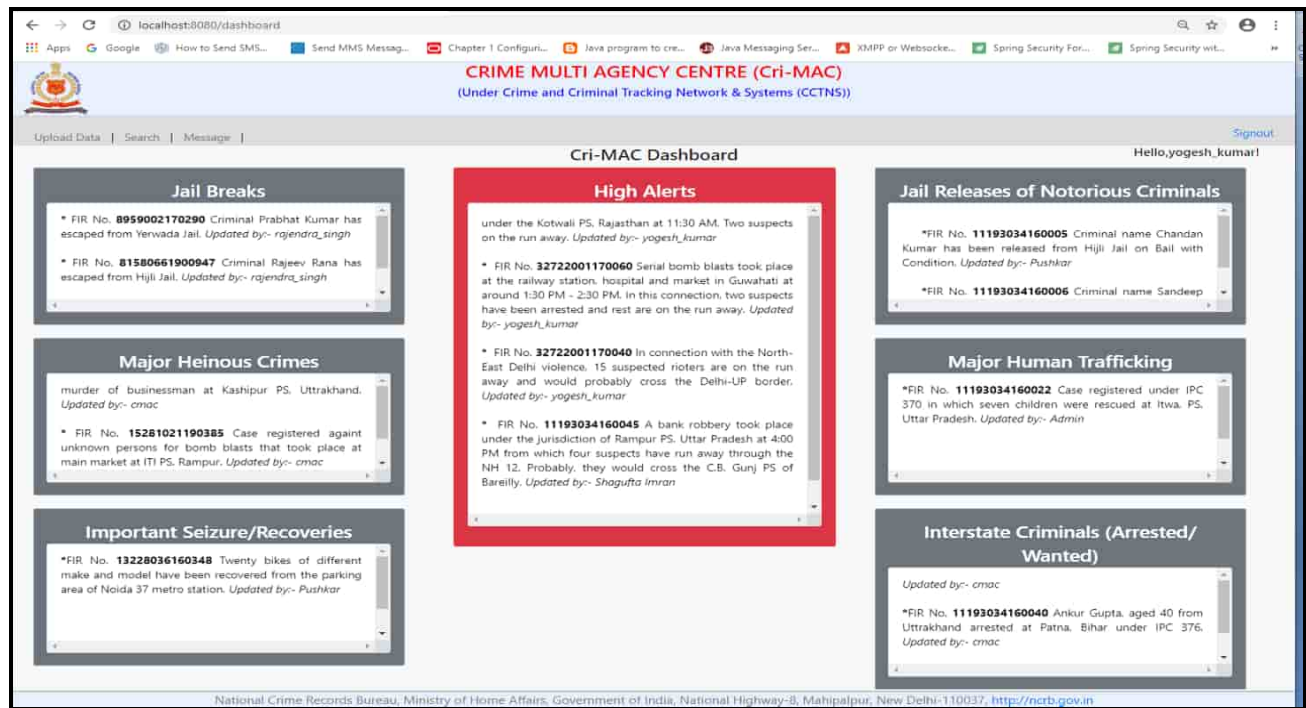 localhost:8080/dashboard
Apps Google How to Send SMS... Send MMS Messag... Chapter 1 Configuri... Java program to cre... Java Messaging Ser... XMPP or Websocke... Spring Security For... Spring Security wit... »
CRIME MULTI AGENCY CENTRE (Cri-MAC)
(Under Crime and Criminal Tracking Network & Systems (CCTNS))
Upload Data | Search | Message |
Signout
Cri-MAC Dashboard
Hello,yogesh_kumar!
Jail Breaks
* FIR No. 8959002170290 Criminal Prabhat Kumar has
escaped from Yerwada Jail. Updated by:- rajendra_singh
* FIR No. 81580661900947 Criminal Rajeev Rana has
escaped from Hijli Jail. Updated by:- rajendra_singh
Major Heinous Crimes
murder of businessman at Kashipur PS. Uttrakhand.
Updated by:- cmac
* FIR No. 15281021190385 Case registered againt
unknown persons for bomb blasts that took place at
main market at ITI PS. Rampur. Updated by:- cmac
Important Seizure/Recoveries
*FIR No. 13228036160348 Twenty bikes of different
make and model have been recovered from the parking
area of Noida 37 metro station. Updated by:- Pushkar
High Alerts
under the Kotwali PS. Rajasthan at 11:30 AM. Two suspects
on the run away. Updated by:- yogesh_kumar
* FIR No. 32722001170060 Serial bomb blasts took place
at the railway station. hospital and market in Guwahati at
around 1:30 PM - 2:30 PM. In this connection, two suspects
have been arrested and rest are on the run away. Updated
by:- yogesh_kumar
* FIR No. 32722001170040 In connection with the North-
East Delhi violence. 15 suspected rioters are on the run
away and would probably cross the Delhi-UP border.
Updated by:- yogesh_kumar
* FIR No. 11193034160045 A bank robbery took place
under the jurisdiction of Rampur PS. Uttar Pradesh at 4:00
PM from which four suspects have run away through the
NH 12. Probably, they would cross the C.B. Gunj PS of
Bareilly. Updated by:- Shagufta Imran
Jail Releases of Notorious Criminals
*FIR No. 11193034160005 Criminal name Chandan
Kumar has been released from Hijli Jail on Bail with
Condition. Updated by:- Pushkar
*FIR No. 11193034160006 Criminal name Sandeep
Major Human Trafficking
*FIR No. 11193034160022 Case registered under IPC
370 in which seven children were rescued at Itwa. PS.
Uttar Pradesh. Updated by:- Admin
Interstate Criminals (Arrested/
Wanted)
Updated by:- cmac
*FIR No. 11193034160040 Ankur Gupta. aged 40 from
Uttrakhand arrested at Patna. Bihar under IPC 376.
Updated by:- cmac
National Crime Records Bureau, Ministry of Home Affairs, Government of India, National Highway-8, Mahipalpur, New Delhi-110037, http://ncrb.gov.in